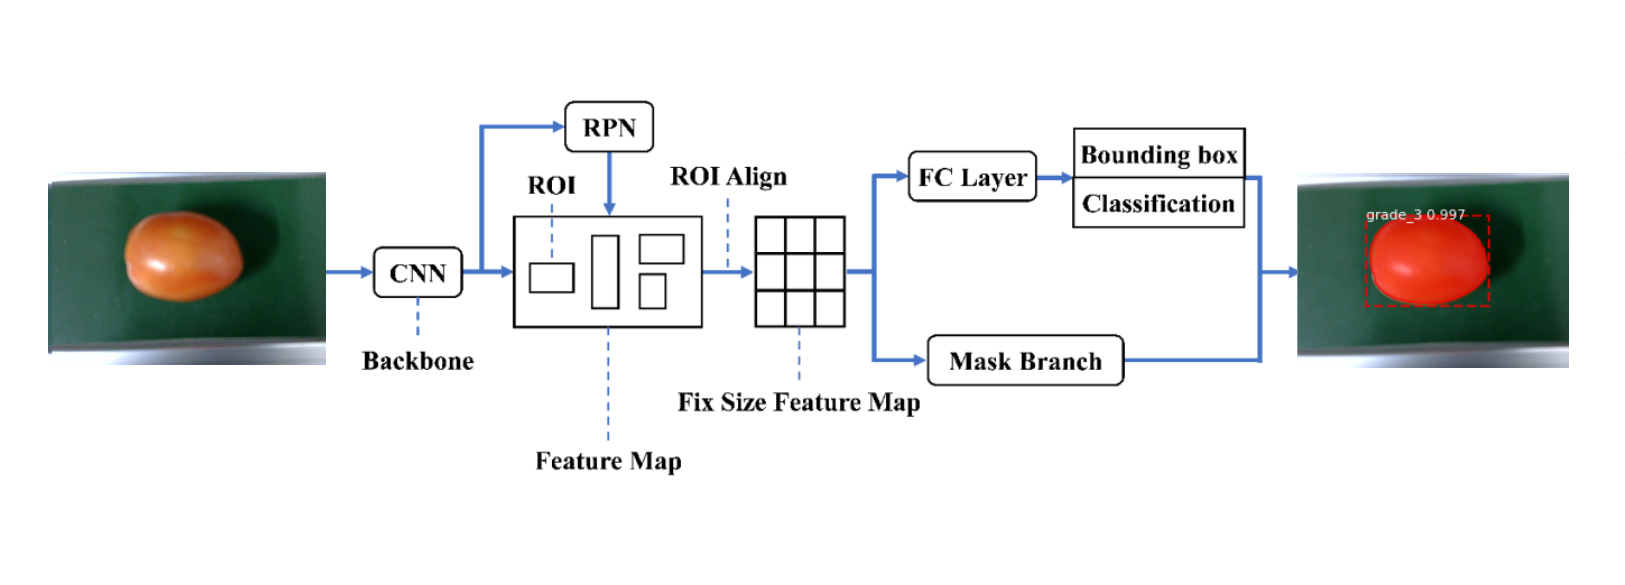 RPN
ROI
ROI Align
CNN
Backbone
Feature Map
Fix Size Feature Map
FC Layer
Bounding box
Classification
Mask Branch
grade_3 0.997